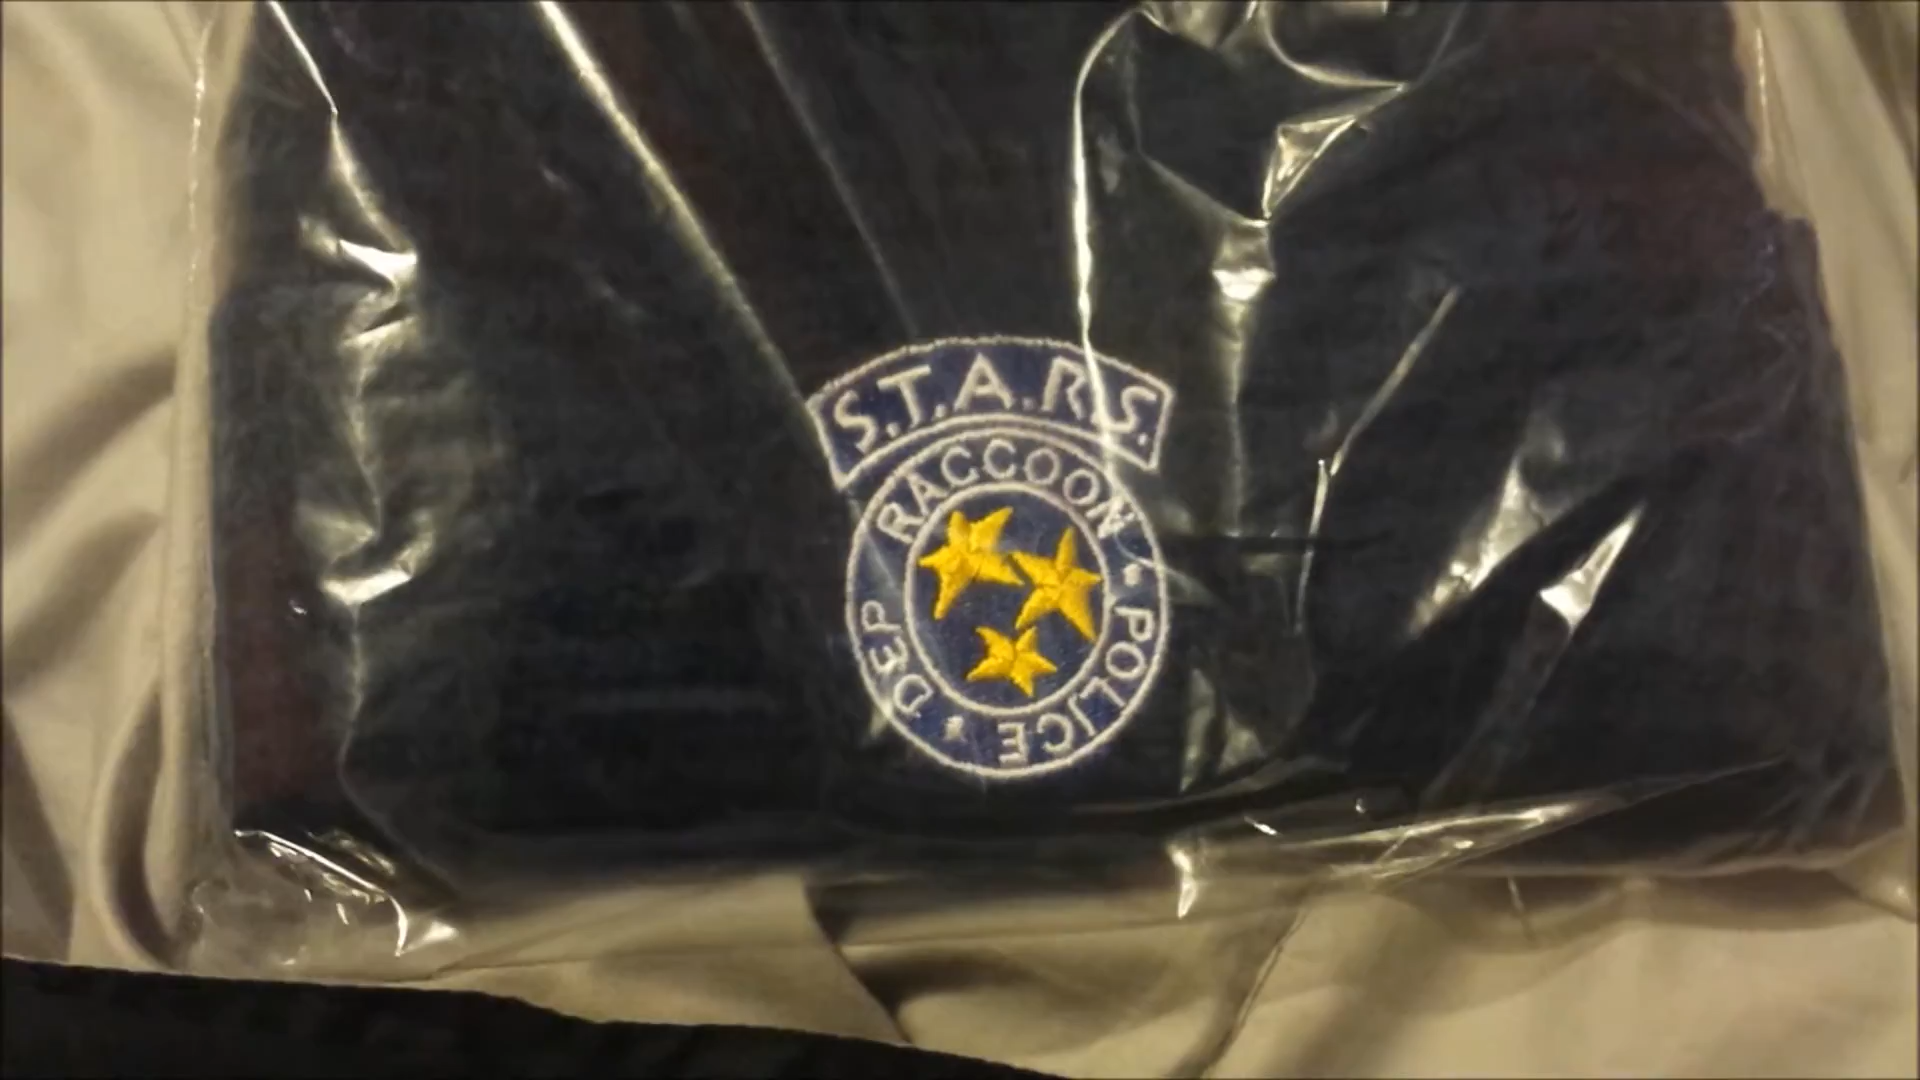 S.T.A.R.S.
RACCOON • POLICE • DEP